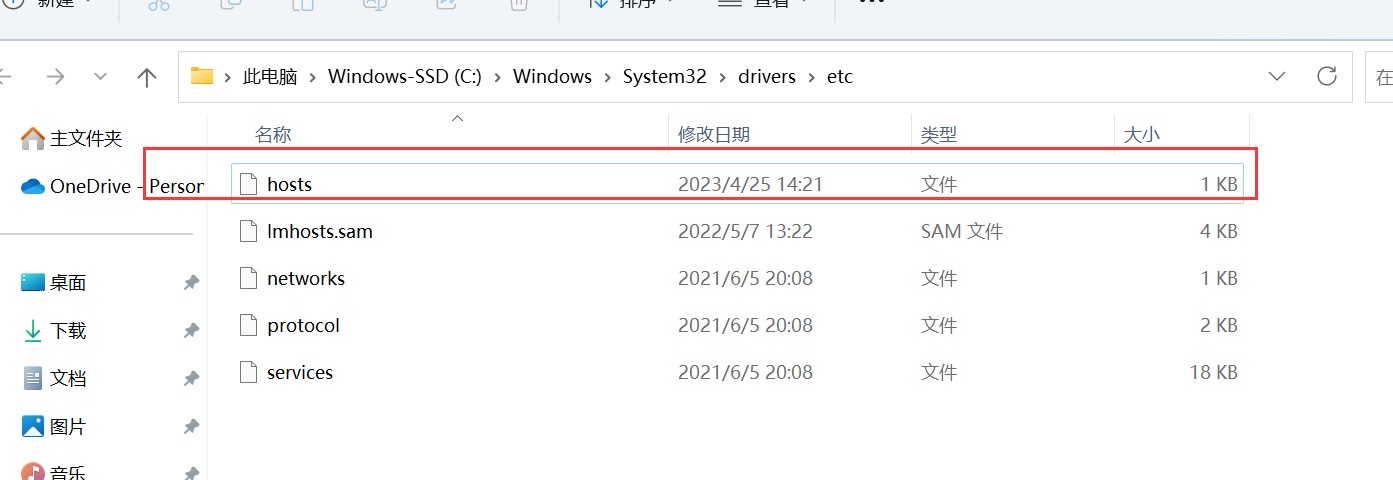 新建 排序 查看
此电脑 Windows-SSD (C:) Windows System32 drivers etc 在
主文件夹
OneDrive - Person
桌面
下载
文档
图片
音乐
名称 修改日期 类型 大小
hosts 2023/4/25 14:21 文件 1 KB
lmhosts.sam 2022/5/7 13:22 SAM 文件 4 KB
networks 2021/6/5 20:08 文件 1 KB
protocol 2021/6/5 20:08 文件 2 KB
services 2021/6/5 20:08 文件 18 KB